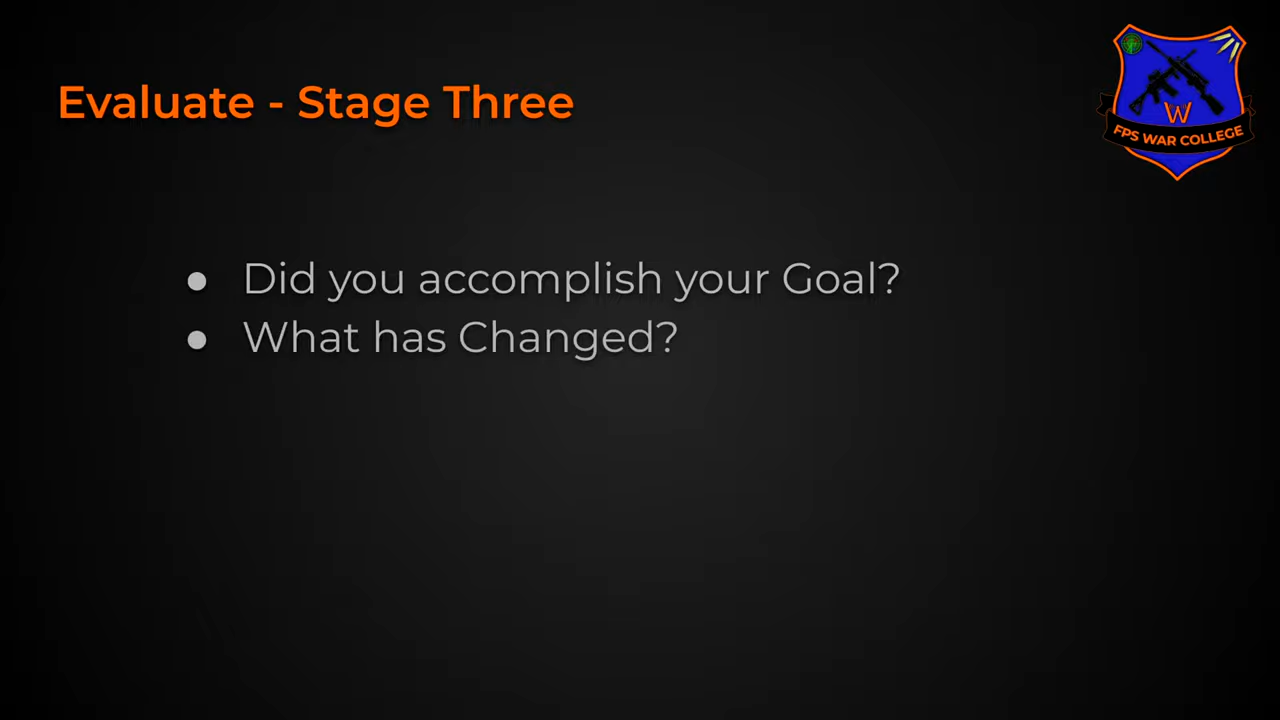 Evaluate - Stage Three
W
FPS WAR COLLEGE
● Did you accomplish your Goal?
● What has Changed?